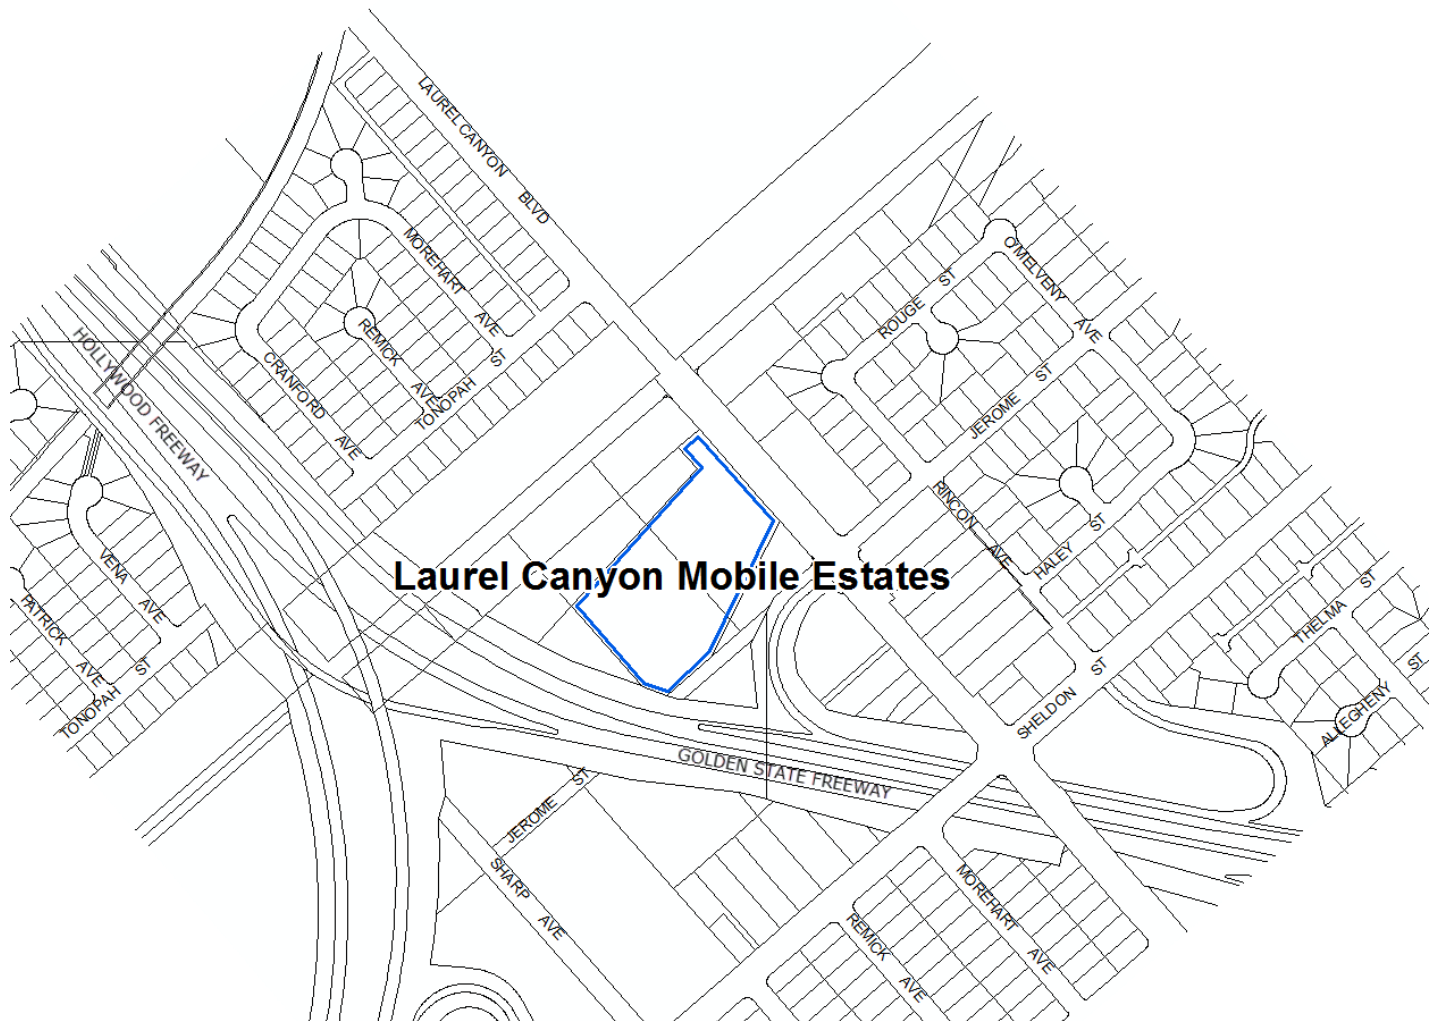 LAUREL CANYON BLVD
MOREHART AVE
REMICK AVE
CRANFORD AVE
TONOPAH ST
HOLLYWOOD FREEWAY
O'MELVENY AVE
ROUGE ST
JEROME ST
RINCON AVE
HALEY ST
Laurel Canyon Mobile Estates
VENA AVE
PATRICK AVE
TONOPAH ST
THELMA ST
SHELDON ST
ALLEGHENY ST
GOLDEN STATE FREEWAY
JEROME ST
SHARP AVE
MOREHART AVE
REMICK AVE